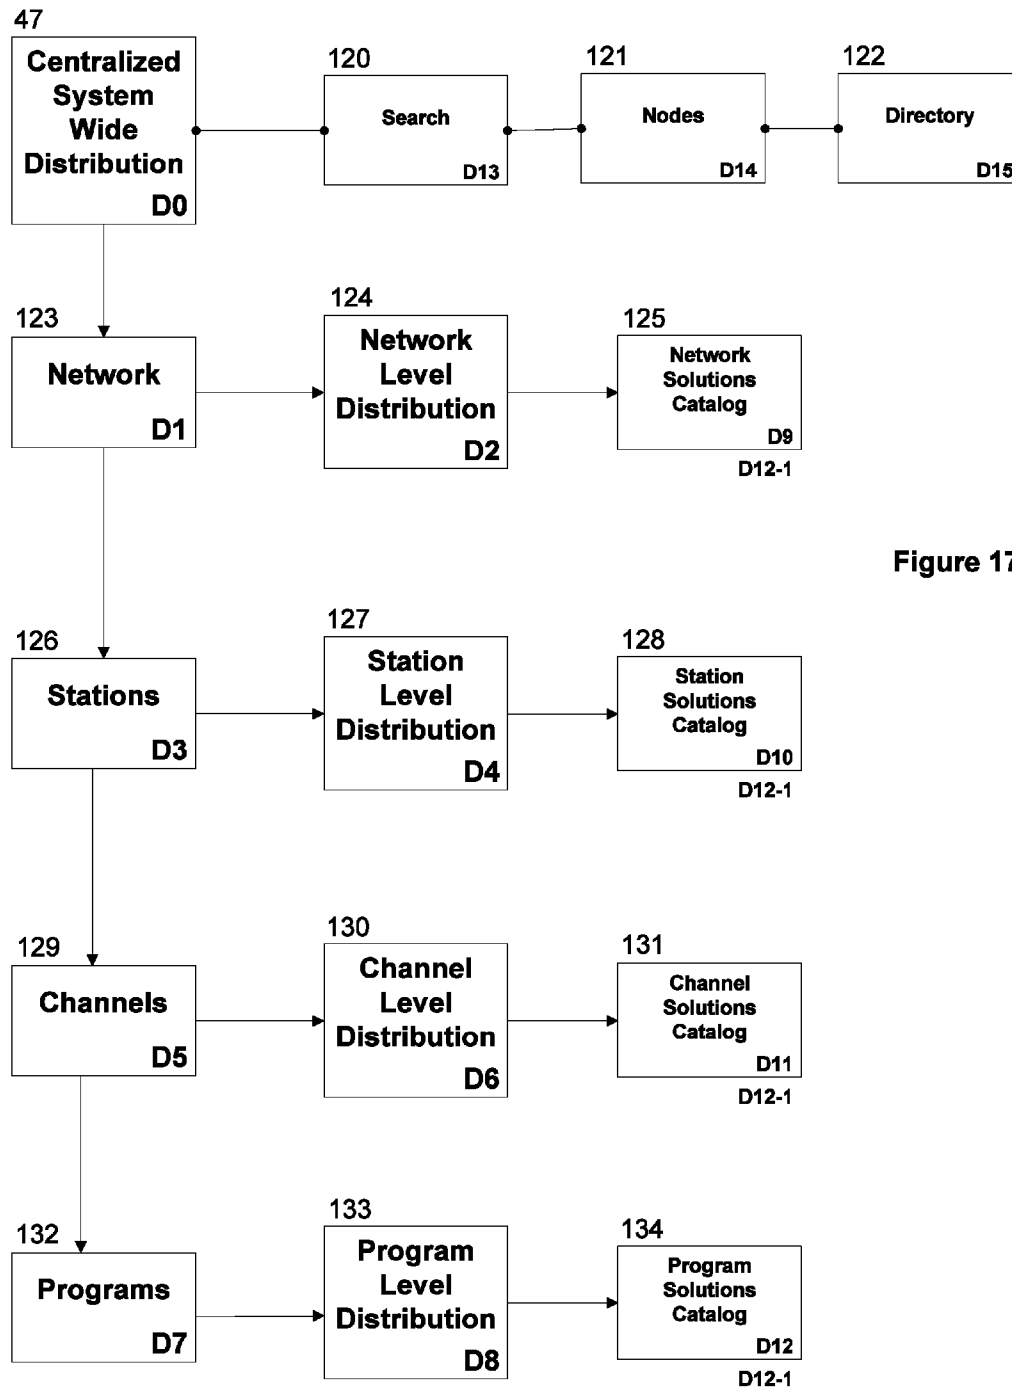 47
Centralized
System
Wide
Distribution
D0
120
Search
D13
121
Nodes
D14
122
Directory
D15
123
Network
D1
124
Network
Level
Distribution
D2
125
Network
Solutions
Catalog
D9
D12-1
Figure 17
126
Stations
D3
127
Station
Level
Distribution
D4
128
Station
Solutions
Catalog
D10
D12-1
129
Channels
D5
130
Channel
Level
Distribution
D6
131
Channel
Solutions
Catalog
D11
D12-1
132
Programs
D7
133
Program
Level
Distribution
D8
134
Program
Solutions
Catalog
D12
D12-1